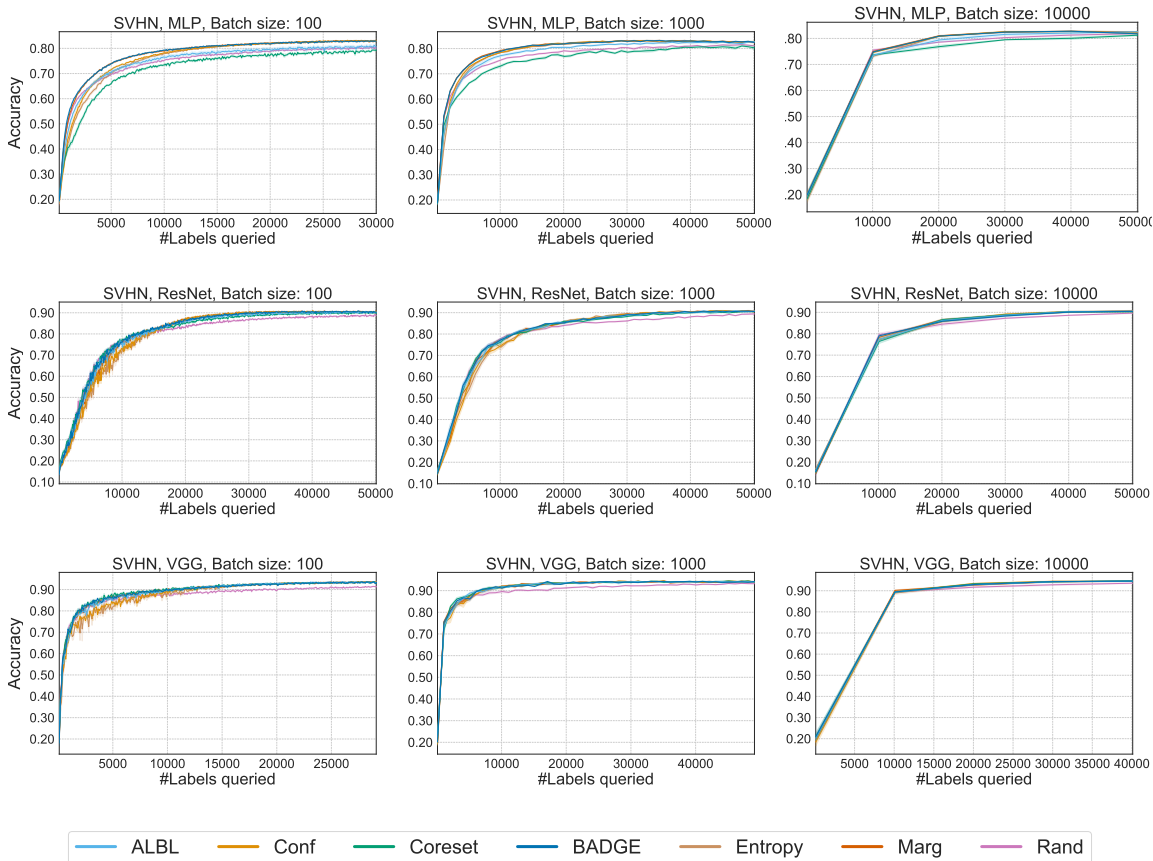 SVHN, MLP, Batch size: 100
SVHN, MLP, Batch size: 1000
SVHN, MLP, Batch size: 10000
Accuracy
0.80
0.70
0.60
0.50
0.40
0.30
0.20
5000 10000 15000 20000 25000 30000
#Labels queried
0.80
0.70
0.60
0.50
0.40
0.30
0.20
10000 20000 30000 40000 50000
#Labels queried
.80
.70
.60
.50
.40
.30
.20
10000 20000 30000 40000 50000
#Labels queried
SVHN, ResNet, Batch size: 100
SVHN, ResNet, Batch size: 1000
SVHN, ResNet, Batch size: 10000
Accuracy
0.90
0.80
0.70
0.60
0.50
0.40
0.30
0.20
0.10
10000 20000 30000 40000 50000
#Labels queried
0.90
0.80
0.70
0.60
0.50
0.40
0.30
0.20
0.10
10000 20000 30000 40000 50000
#Labels queried
0.90
0.80
0.70
0.60
0.50
0.40
0.30
0.20
0.10
10000 20000 30000 40000 50000
#Labels queried
SVHN, VGG, Batch size: 100
SVHN, VGG, Batch size: 1000
SVHN, VGG, Batch size: 10000
Accuracy
0.90
0.80
0.70
0.60
0.50
0.40
0.30
0.20
5000 10000 15000 20000 25000
#Labels queried
0.90
0.80
0.70
0.60
0.50
0.40
0.30
0.20
10000 20000 30000 40000
#Labels queried
0.90
0.80
0.70
0.60
0.50
0.40
0.30
0.20
5000 10000 15000 20000 25000 30000 35000 40000
#Labels queried
ALBL Conf Coreset BADGE Entropy Marg Rand